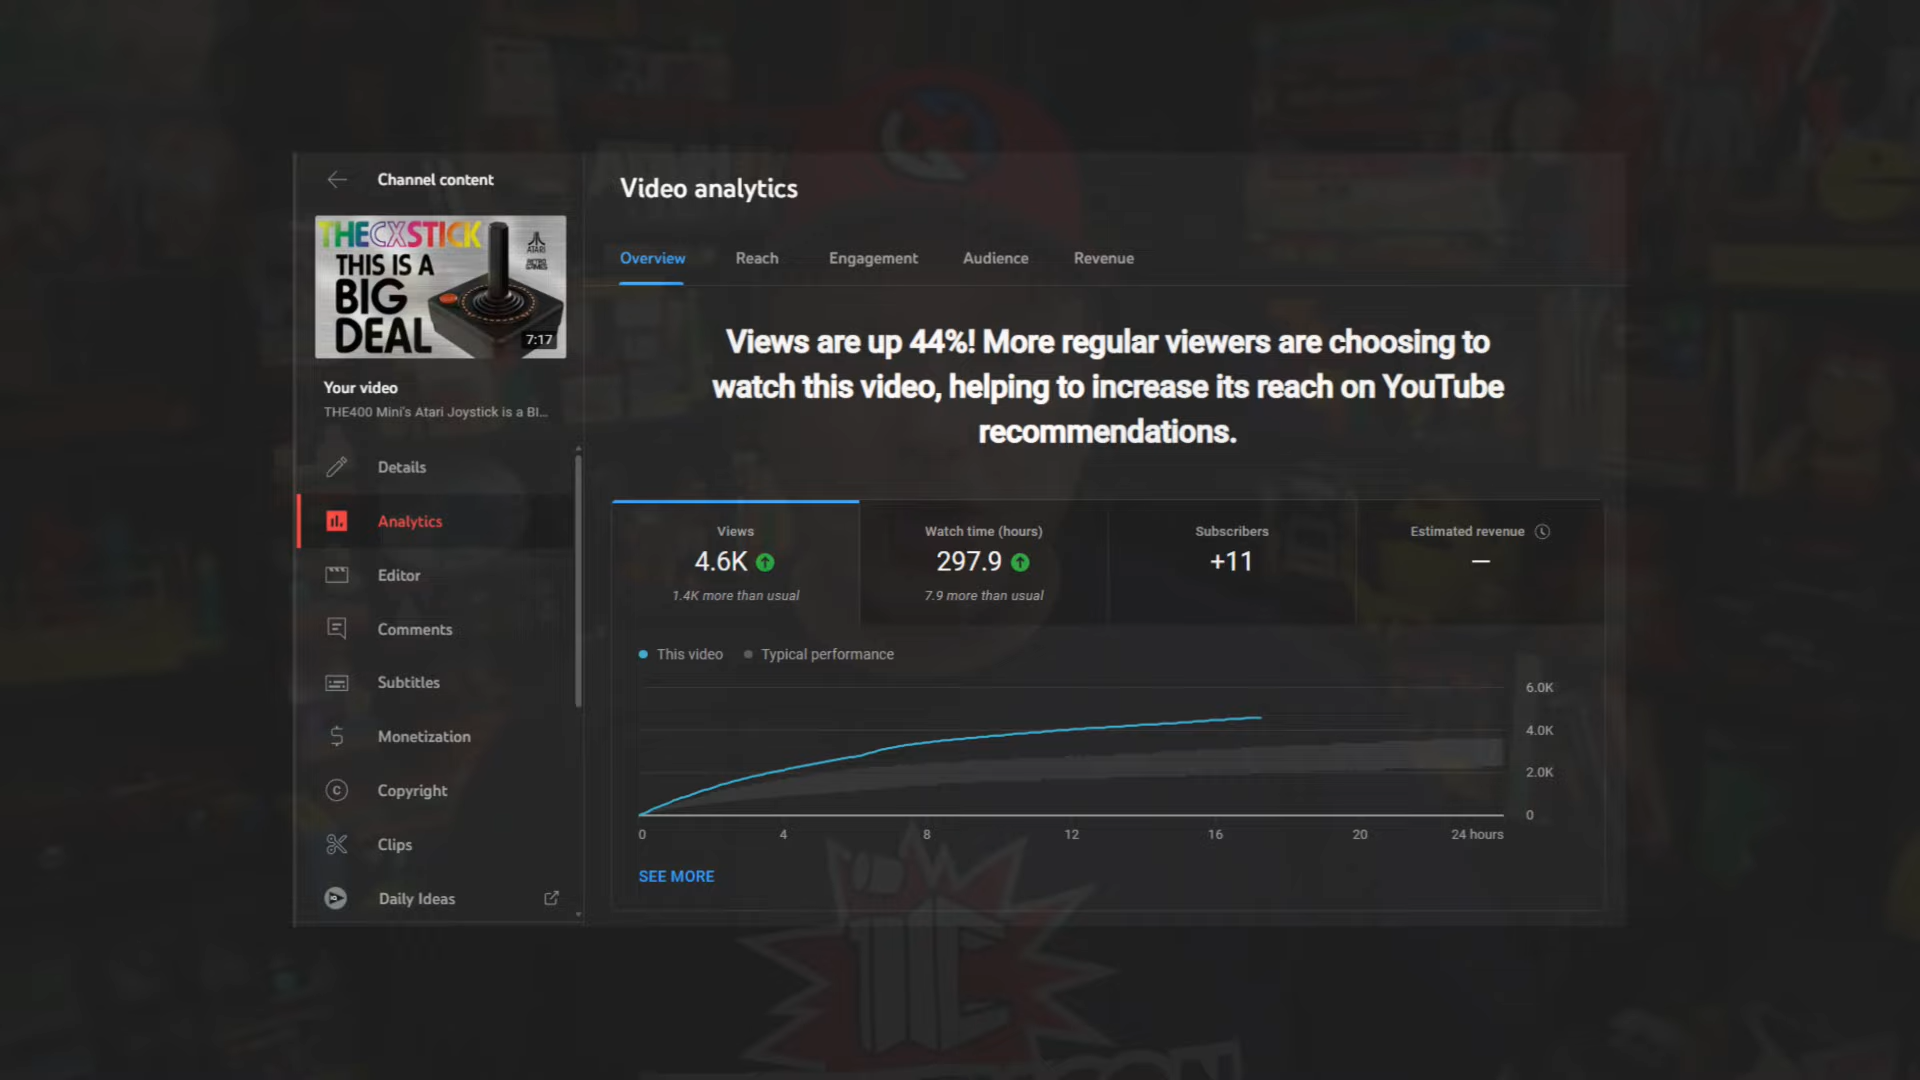 Channel content
THECXSTICK
THIS IS A
BIG
DEAL
ATARI
7:17
Your video
THE400 Mini's Atari Joystick is a BI...
Details
Analytics
Editor
Comments
Subtitles
Monetization
Copyright
Clips
Daily Ideas
Video analytics
Overview
Reach
Engagement
Audience
Revenue
Views are up 44%! More regular viewers are choosing to
watch this video, helping to increase its reach on YouTube
recommendations.
Views
4.6K
1.4K more than usual
Watch time (hours)
297.9
7.9 more than usual
Subscribers
+11
Estimated revenue
—
This video
Typical performance
6.0K
4.0K
2.0K
0
0
4
8
12
16
20
24 hours
SEE MORE